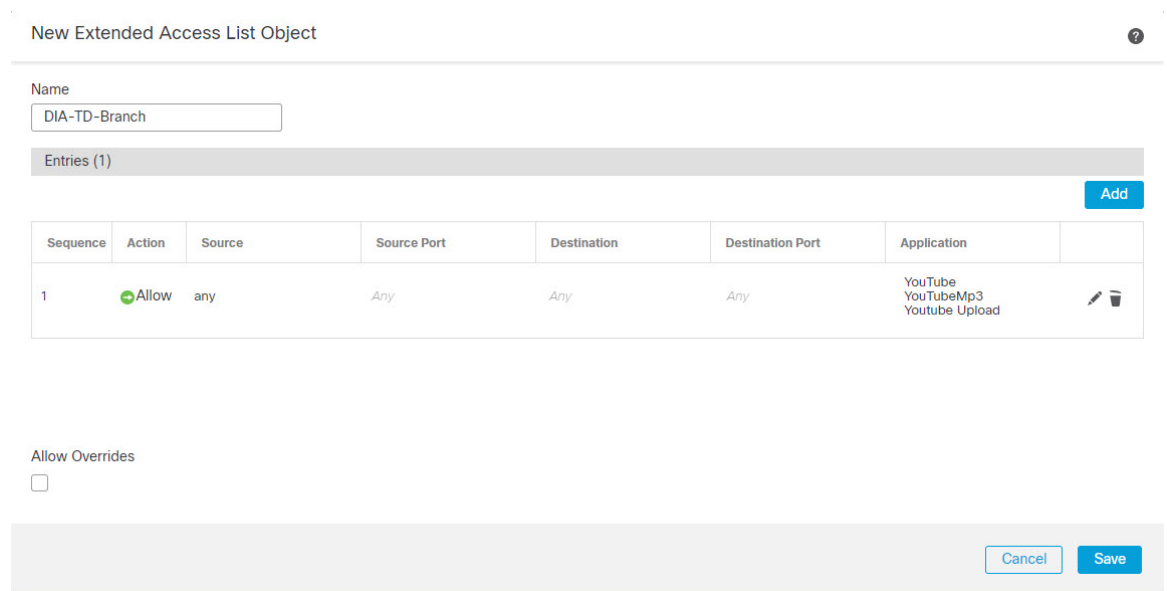 New Extended Access List Object
Name
DIA-TD-Branch
Entries (1)
Add
Sequence Action Source Source Port Destination Destination Port Application
1 Allow any Any Any Any YouTube
YouTubeMp3
Youtube Upload
Allow Overrides
Cancel Save